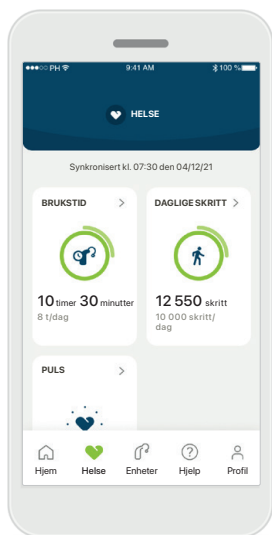 PH 9:41 AM 100 %
HELSE
Synkronisert kl. 07:30 den 04/12/21
BRUKSTID
DAGLIGE SKRITT
10 timer 30 minutter
8 t/dag
12 550 skritt
10 000 skritt/
dag
PULS
Hjem Helse Enheter Hjelp Profil